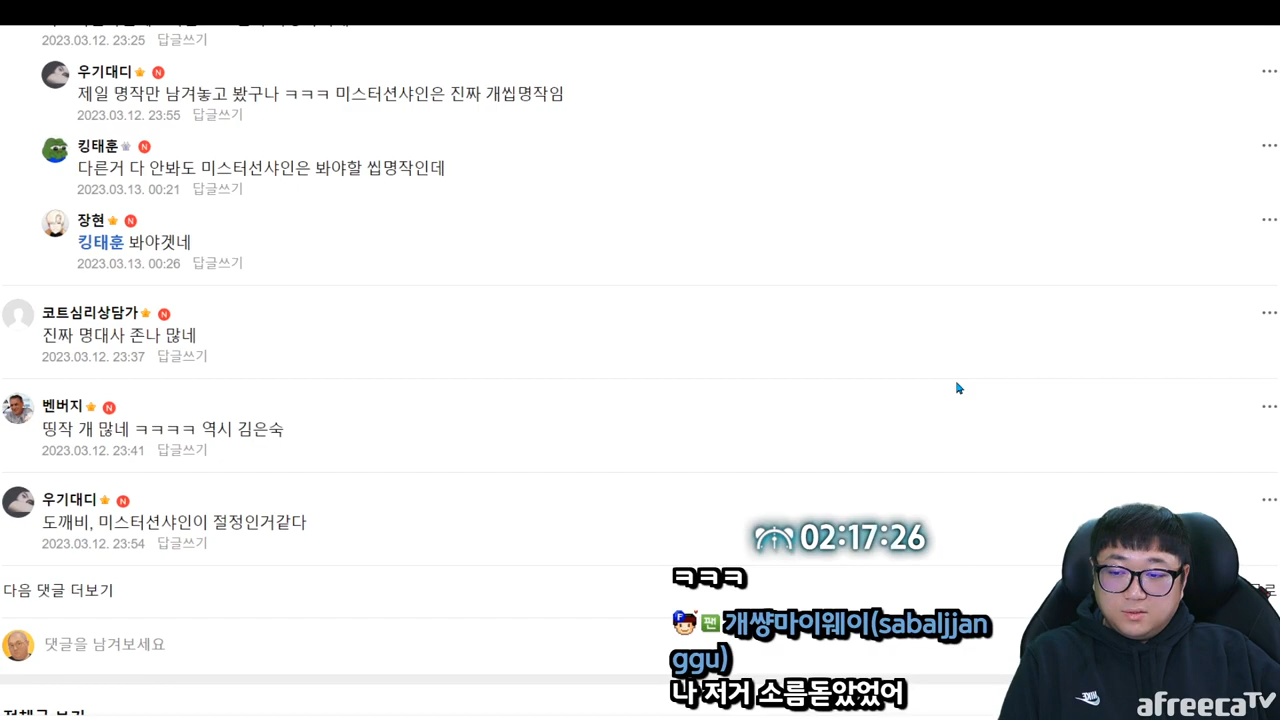 2023.03.12. 23:25 답글쓰기
우기대디 N
제일 명작만 남겨놓고 봤구나 ㅋㅋㅋ 미스터션샤인은 진짜 개씹명작임
2023.03.12. 23:55 답글쓰기
킹태훈 N
다른거 다 안봐도 미스터선샤인은 봐야할 씹명작인데
2023.03.13. 00:21 답글쓰기
장현 N
킹태훈 봐야겟네
2023.03.13. 00:26 답글쓰기
코트심리상담가 N
진짜 명대사 존나 많네
2023.03.12. 23:37 답글쓰기
벤버지 N
띵작 개 많네 ㅋㅋㅋㅋ 역시 김은숙
2023.03.12. 23:41 답글쓰기
우기대디 N
도깨비, 미스터션샤인이 절정인거같다
2023.03.12. 23:54 답글쓰기
다음 댓글 더보기
댓글을 남겨보세요
02:17:26
ㅋㅋㅋ
F 팬 개썅마이웨이(sabaljjan
ggu)
나 저거 소름돋았었어
afreecaTV